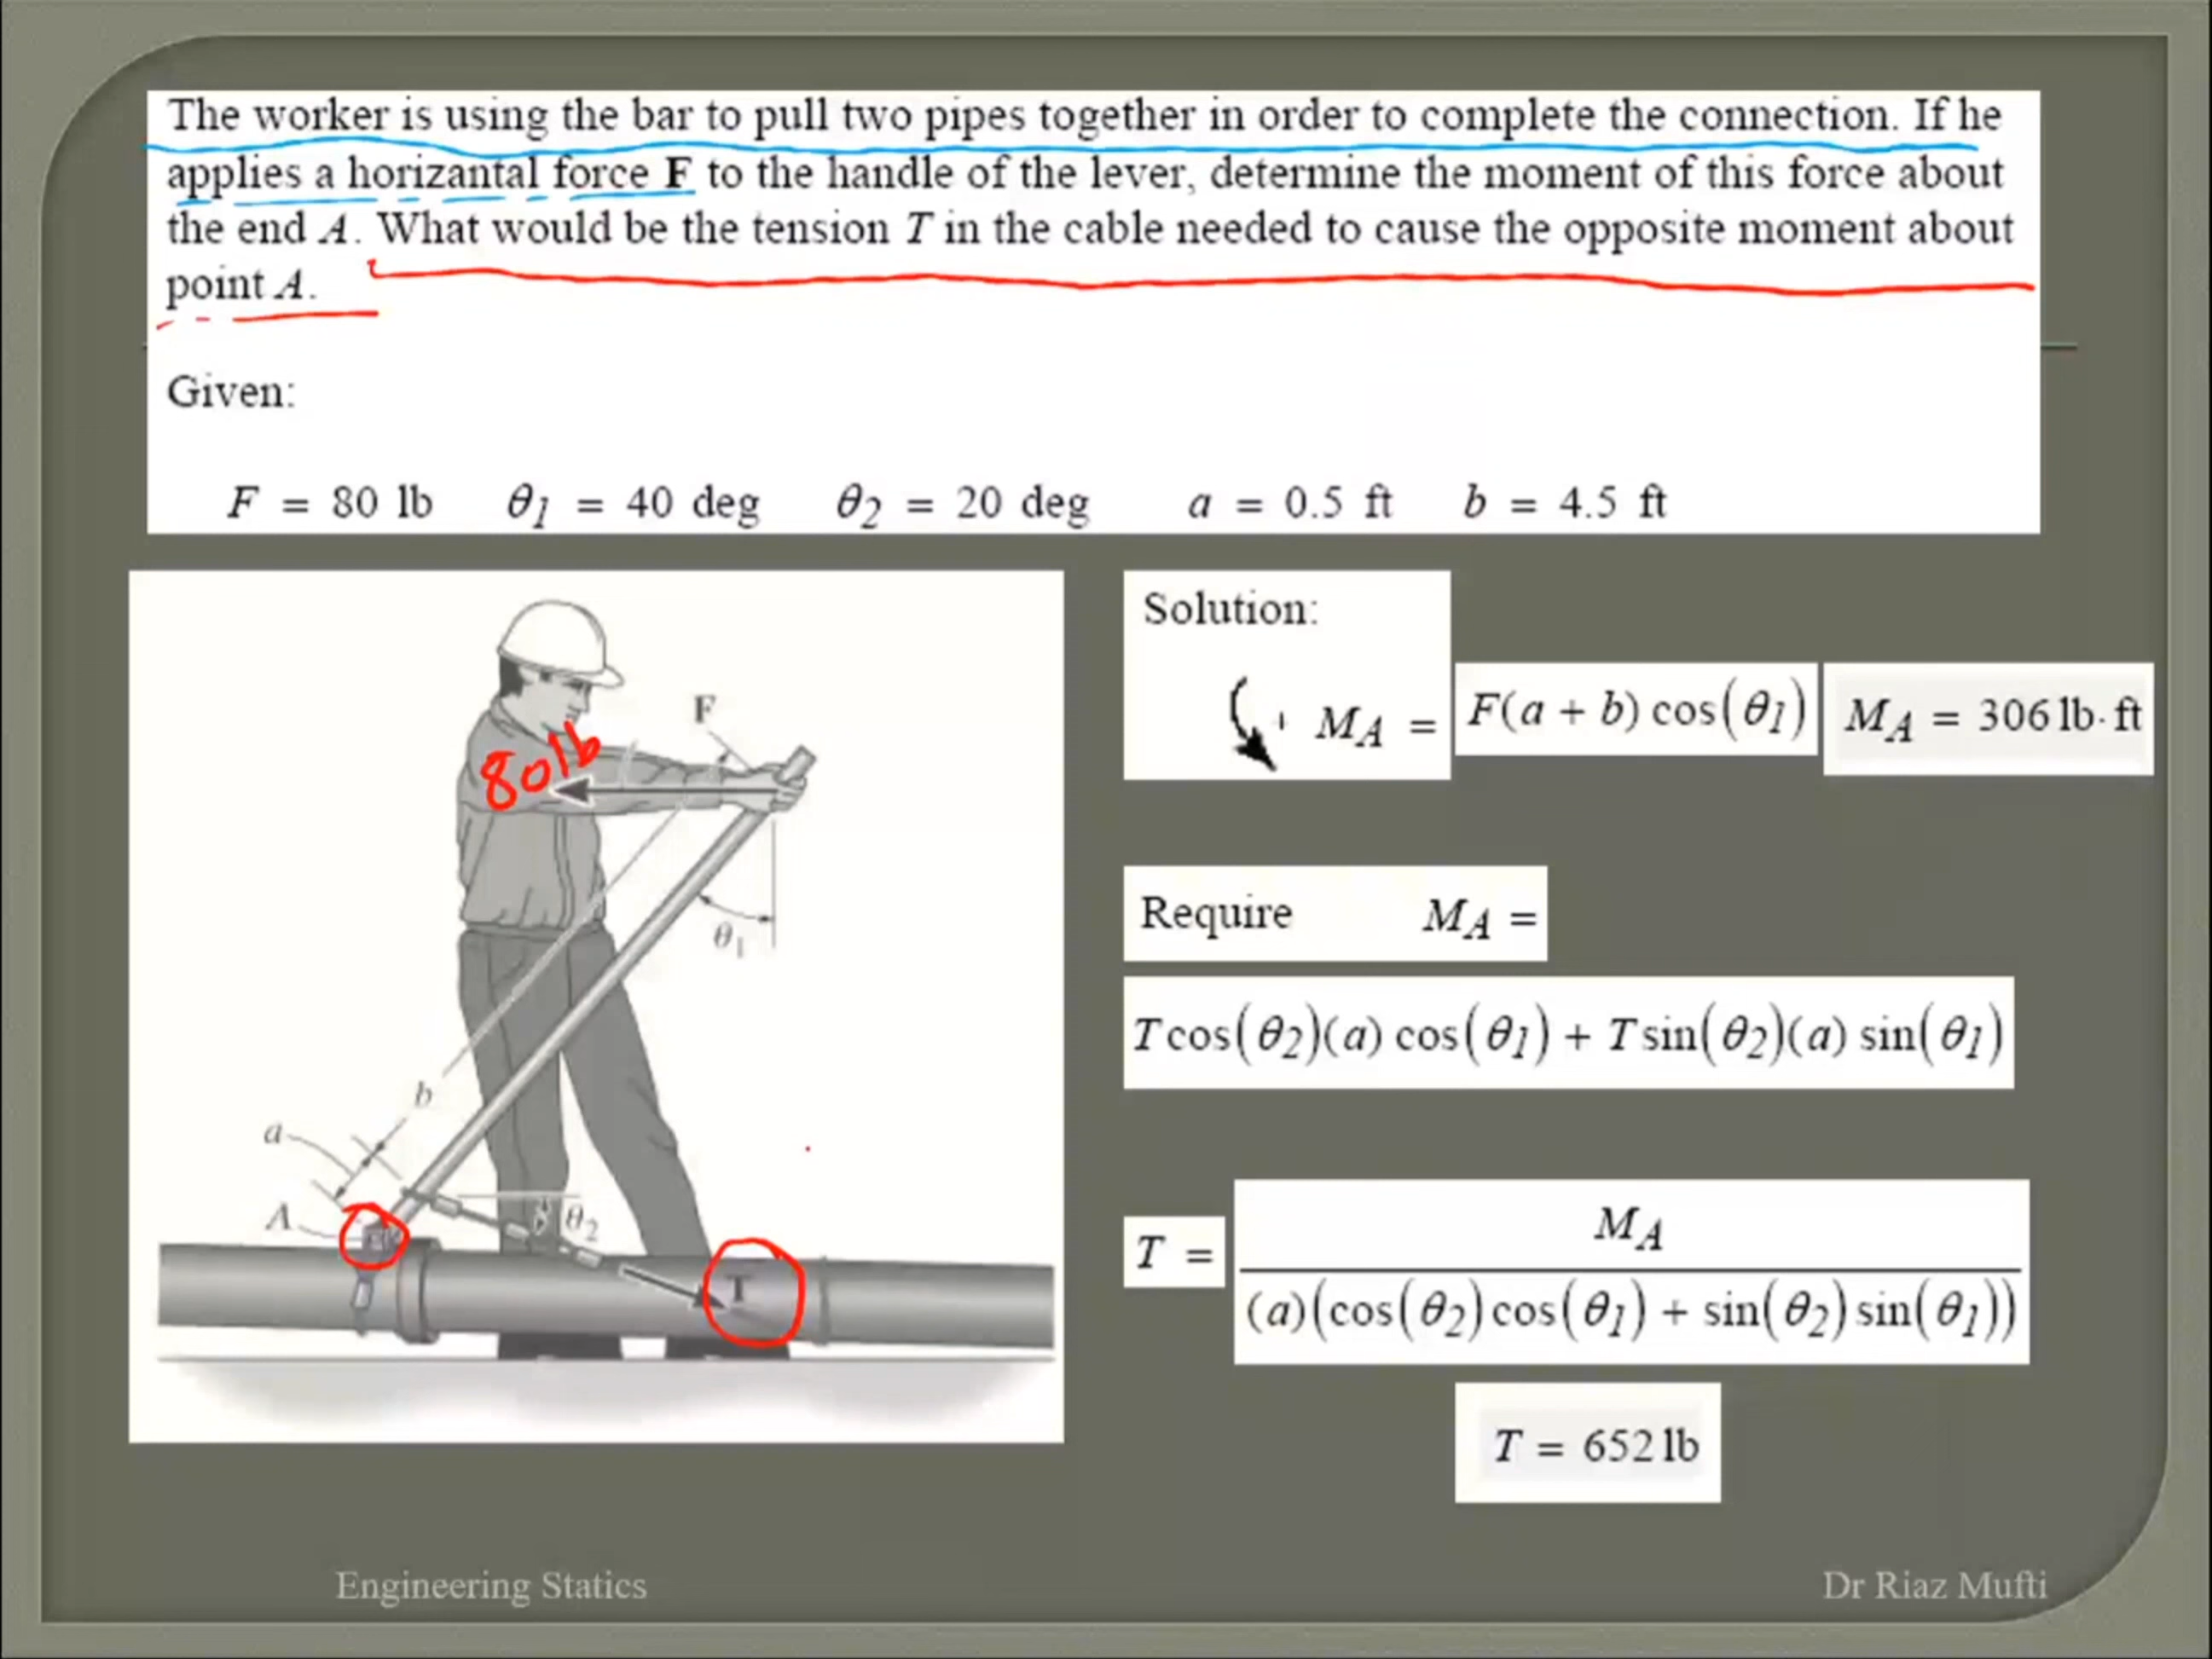 The worker is using the bar to pull two pipes together in order to complete the connection. If he
applies a horizantal force F to the handle of the lever, determine the moment of this force about
the end A. What would be the tension T in the cable needed to cause the opposite moment about
point A.
Given:
F = 80 lb θ1 = 40 deg θ2 = 20 deg a = 0.5 ft b = 4.5 ft
F
80lb
θ1
b
a
A
θ2
T
Solution:
+ MA = F(a + b) cos(θ1) MA = 306 lb·ft
Require MA =
T cos(θ2)(a) cos(θ1) + T sin(θ2)(a) sin(θ1)
T = MA / (a)(cos(θ2) cos(θ1) + sin(θ2) sin(θ1))
T = 652 lb
Engineering Statics
Dr Riaz Mufti